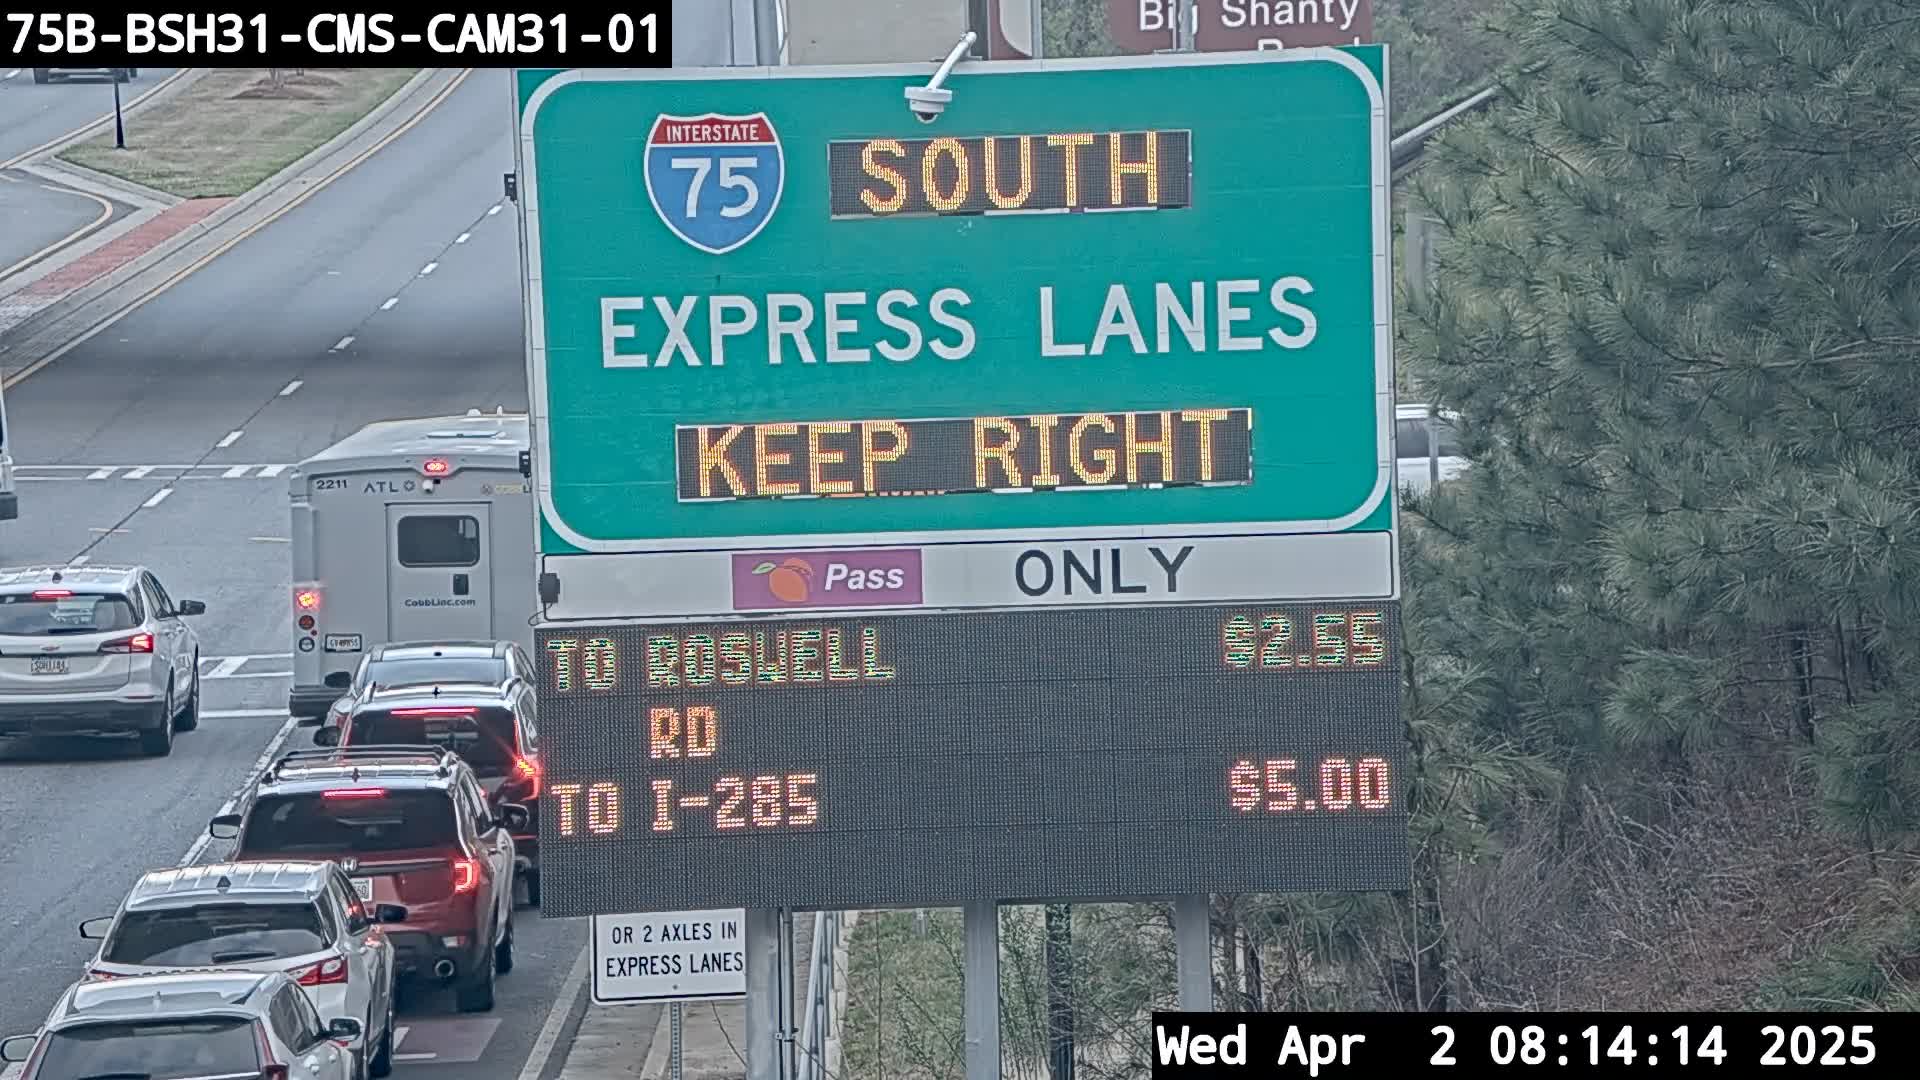 75B-BSH31-CMS-CAM31-01
Big Shanty
INTERSTATE
75
SOUTH
EXPRESS LANES
KEEP RIGHT
Pass ONLY
TO ROSWELL $2.55
RD
TO I-285 $5.00
2211 ATL
CobbLinc.com
OR 2 AXLES IN
EXPRESS LANES
Wed Apr 2 08:14:14 2025